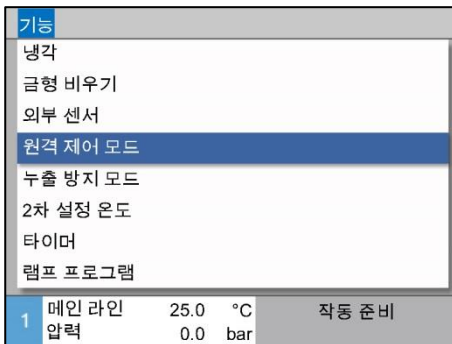 기능
냉각
금형 비우기
외부 센서
원격 제어 모드
누출 방지 모드
2차 설정 온도
타이머
램프 프로그램
1 메인 라인 25.0 °C 작동 준비
압력 0.0 bar